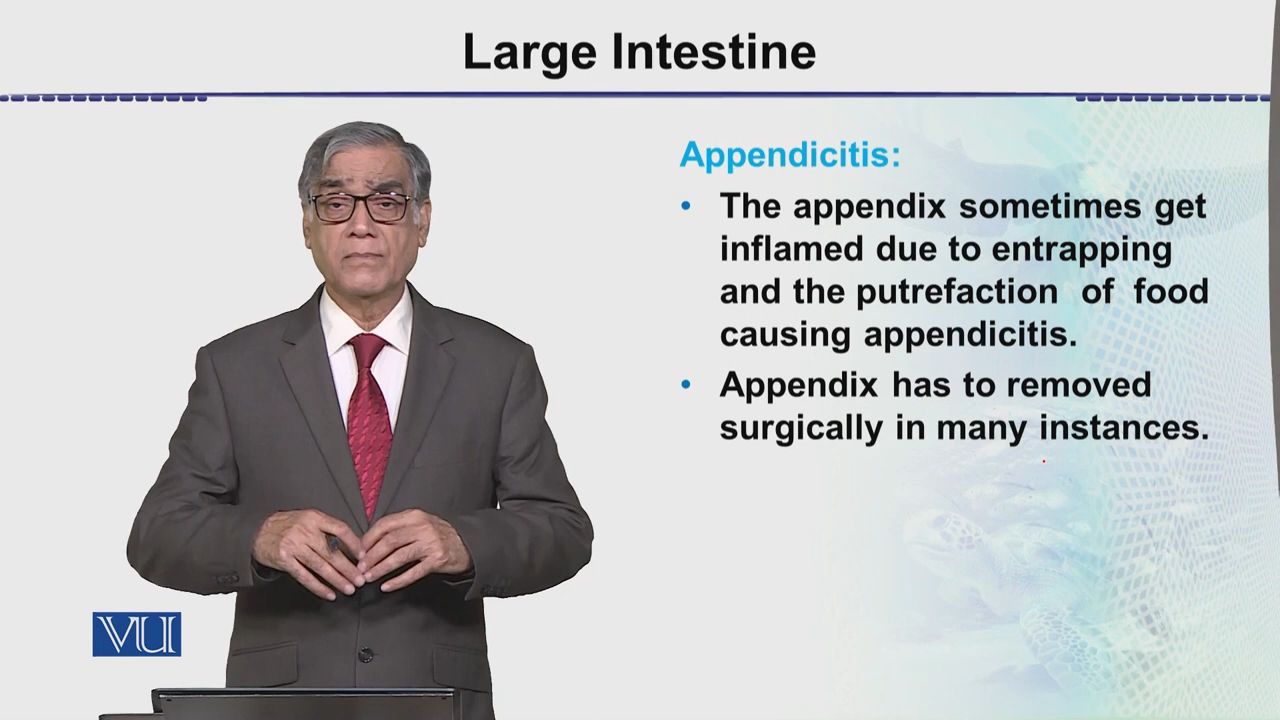 Large Intestine
Appendicitis:
• The appendix sometimes get
inflamed due to entrapping
and the putrefaction of food
causing appendicitis.
• Appendix has to removed
surgically in many instances.
VU